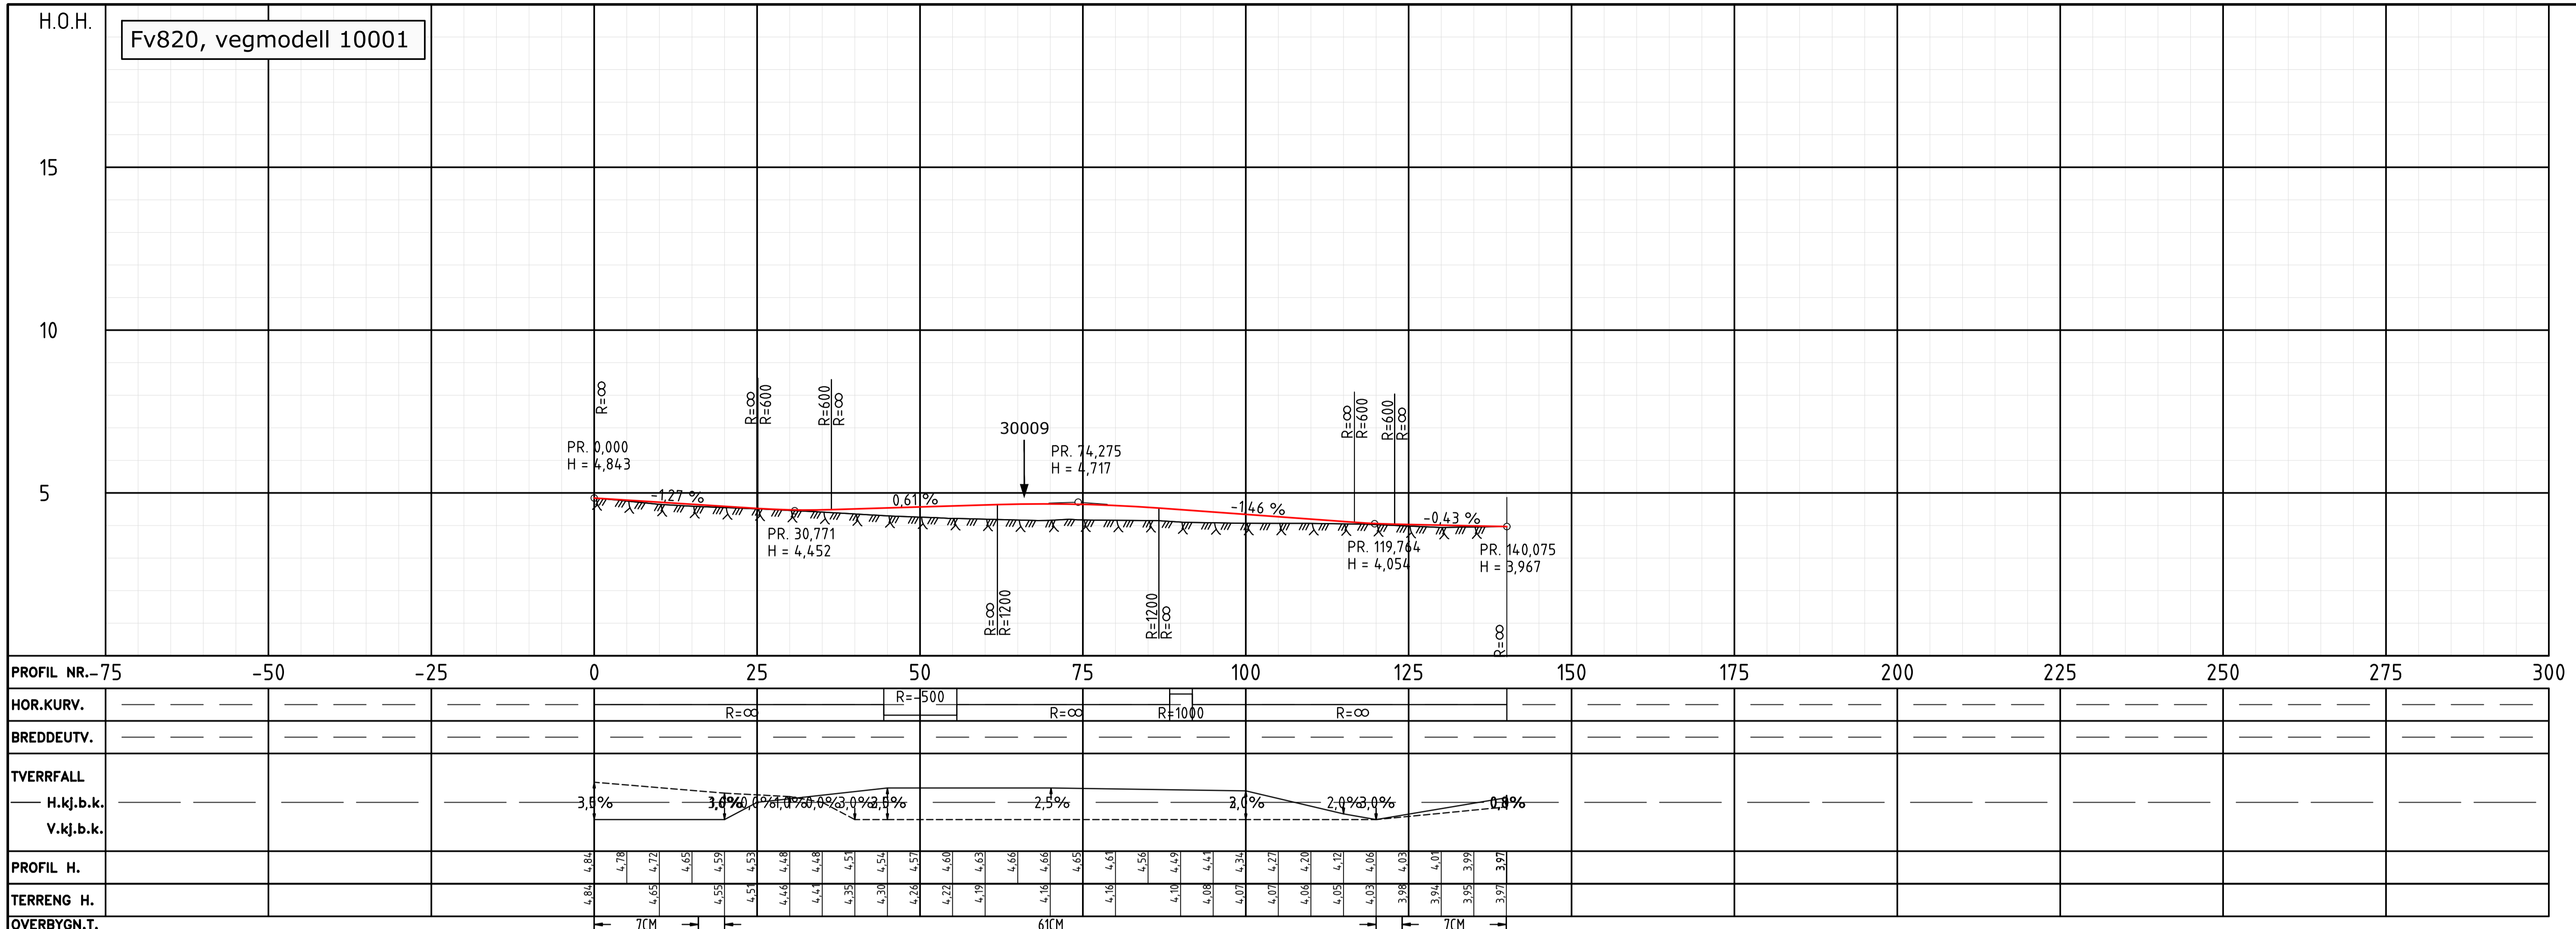 H.O.H.
Fv820, vegmodell 10001
15
10
5
R=∞
R=∞
R=600
R=600
R=∞
R=∞
R=600
R=600
R=∞
30009
PR. 0,000
H = 4,843
PR. 74,275
H = 4,717
-1,27 %
0,61 %
-1,46 %
-0,43 %
PR. 30,771
H = 4,452
PR. 119,764
H = 4,054
PR. 140,075
H = 3,967
R=∞
R=1200
R=1200
R=∞
R=∞
PROFIL NR. -75 -50 -25 0 25 50 75 100 125 150 175 200 225 250 275 300
HOR.KURV. R=∞ R=-500 R=∞ R=1000 R=∞
BREDDEUTV.
TVERRFALL
H.kj.b.k.
V.kj.b.k.
0,0% 0,0% 3,0% 2,5% 2,0% 3,0%
PROFIL H. 4,84 4,78 4,72 4,65 4,59 4,53 4,48 4,48 4,51 4,54 4,57 4,60 4,63 4,66 4,66 4,65 4,61 4,56 4,49 4,41 4,34 4,27 4,20 4,12 4,06 4,03 4,01 3,99 3,97
TERRENG H. 4,84 4,65 4,55 4,51 4,46 4,41 4,35 4,30 4,26 4,22 4,19 4,16 4,16 4,10 4,08 4,07 4,07 4,06 4,05 4,03 3,98 3,94 3,95 3,97
OVERBYGN.T. 7CM 61CM 7CM